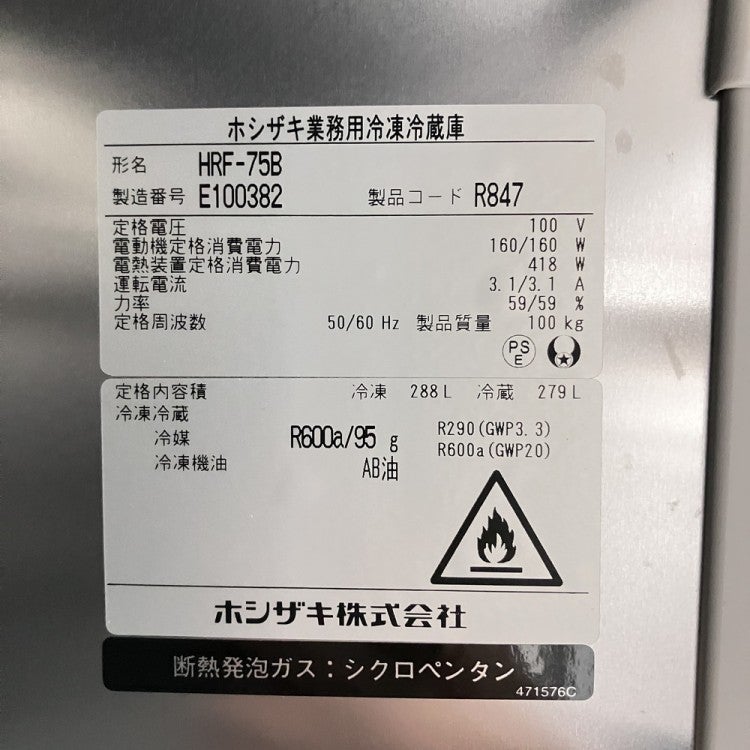 ホシザキ業務用冷凍冷蔵庫
形名 HRF-75B
製造番号 E100382 製品コード R847
定格電圧 100 V
電動機定格消費電力 160/160 W
電熱装置定格消費電力 418 W
運転電流 3.1/3.1 A
力率 59/59 %
定格周波数 50/60 Hz 製品質量 100 kg
PS
E
定格内容積 冷凍 288 L 冷蔵 279 L
冷凍冷蔵
冷媒 R600a/95 g R290(GWP3.3)
R600a(GWP20)
冷凍機油 AB油
ホシザキ株式会社
断熱発泡ガス：シクロペンタン
471576C